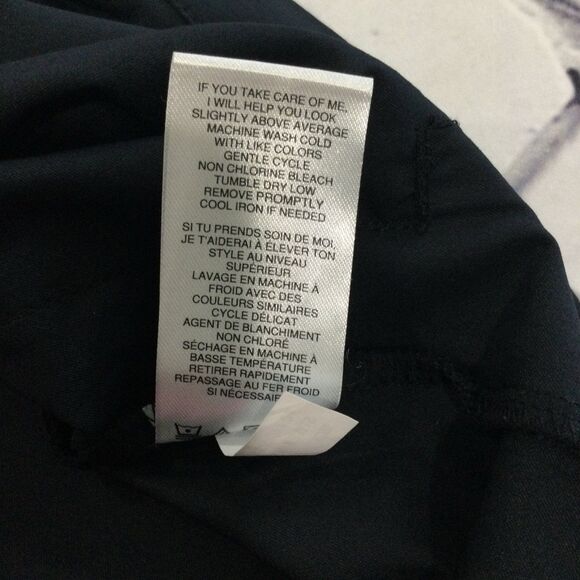 IF YOU TAKE CARE OF ME,
I WILL HELP YOU LOOK
SLIGHTLY ABOVE AVERAGE
MACHINE WASH COLD
WITH LIKE COLORS
GENTLE CYCLE
NON CHLORINE BLEACH
TUMBLE DRY LOW
REMOVE PROMPTLY
COOL IRON IF NEEDED
SI TU PRENDS SOIN DE MOI,
JE T'AIDERAI À ÉLEVER TON
STYLE AU NIVEAU
SUPÉRIEUR
LAVAGE EN MACHINE À
FROID AVEC DES
COULEURS SIMILAIRES
CYCLE DÉLICAT
AGENT DE BLANCHIMENT
NON CHLORÉ
SÉCHAGE EN MACHINE À
BASSE TEMPÉRATURE
RETIRER RAPIDEMENT
REPASSAGE AU FER FROID
SI NÉCESSAIRE